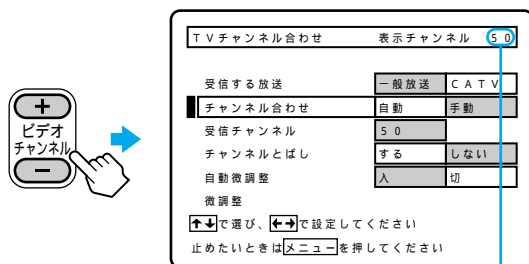 TVチャンネル合わせ 表示チャンネル 50
受信する放送 一般放送 CATV
チャンネル合わせ 自動 手動
受信チャンネル 50
チャンネルとばし する しない
自動微調整 入 切
微調整
↑↓で選び、←→で設定してください
止めたいときはメニューを押してください
+
ビデオ
チャンネル
−